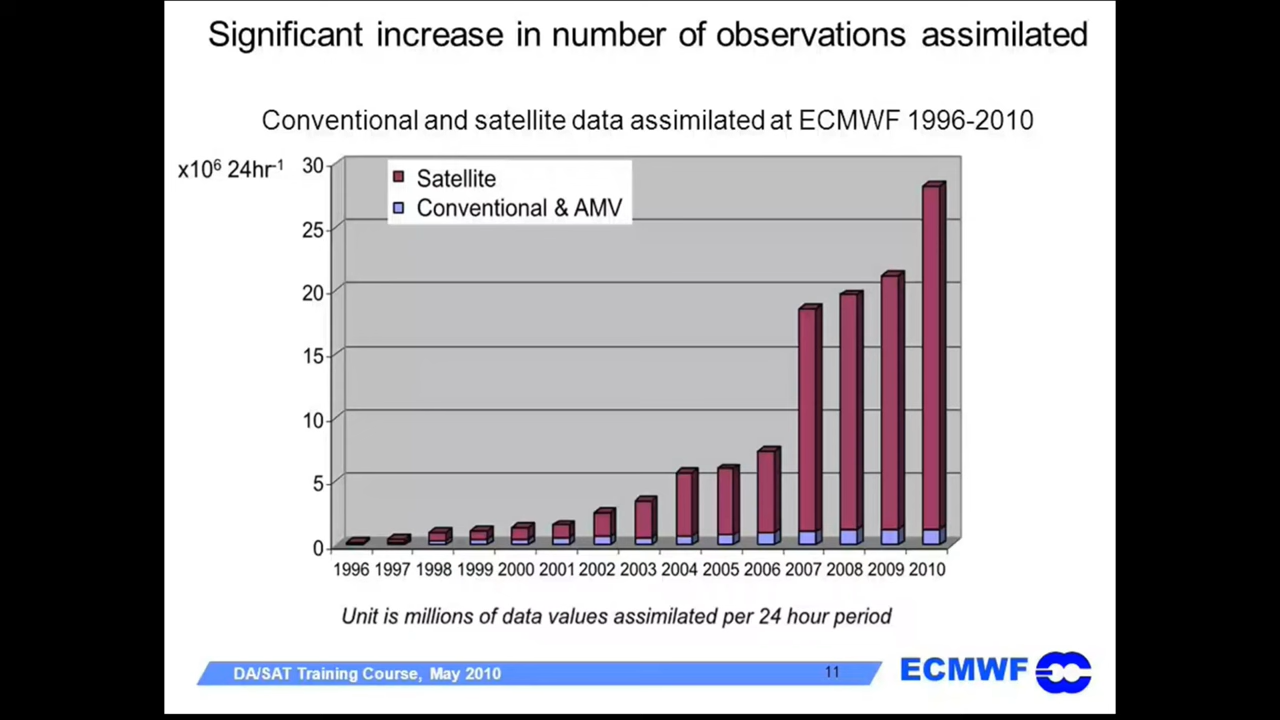 Significant increase in number of observations assimilated
Conventional and satellite data assimilated at ECMWF 1996-2010
x10⁶ 24hr⁻¹
30
25
20
15
10
5
0
Satellite
Conventional & AMV
1996 1997 1998 1999 2000 2001 2002 2003 2004 2005 2006 2007 2008 2009 2010
Unit is millions of data values assimilated per 24 hour period
DA/SAT Training Course, May 2010
11
ECMWF